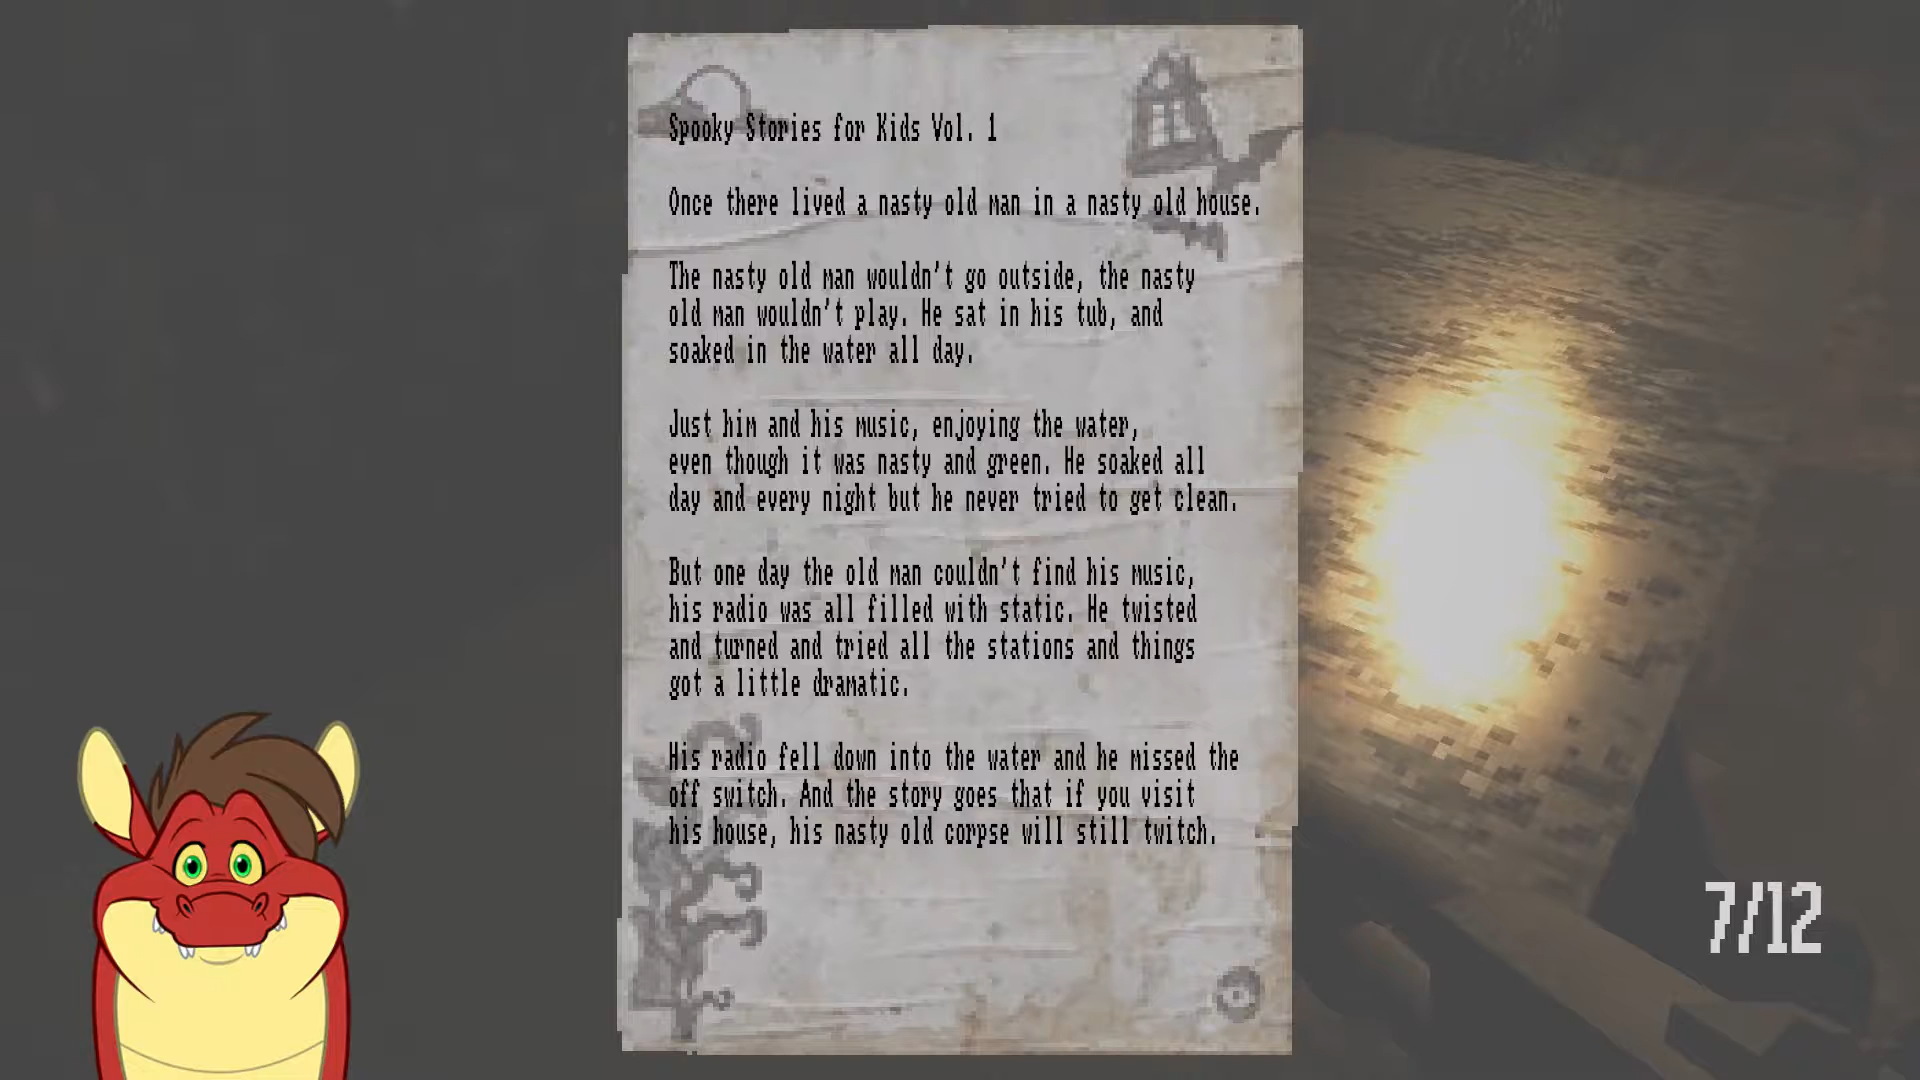 Spooky Stories for Kids Vol. 1
Once there lived a nasty old man in a nasty old house.
The nasty old man wouldn't go outside, the nasty
old man wouldn't play. He sat in his tub, and
soaked in the water all day.
Just him and his music, enjoying the water,
even though it was nasty and green. He soaked all
day and every night but he never tried to get clean.
But one day the old man couldn't find his music,
his radio was all filled with static. He twisted
and turned and tried all the stations and things
got a little dramatic.
His radio fell down into the water and he missed the
off switch. And the story goes that if you visit
his house, his nasty old corpse will still twitch.
7/12